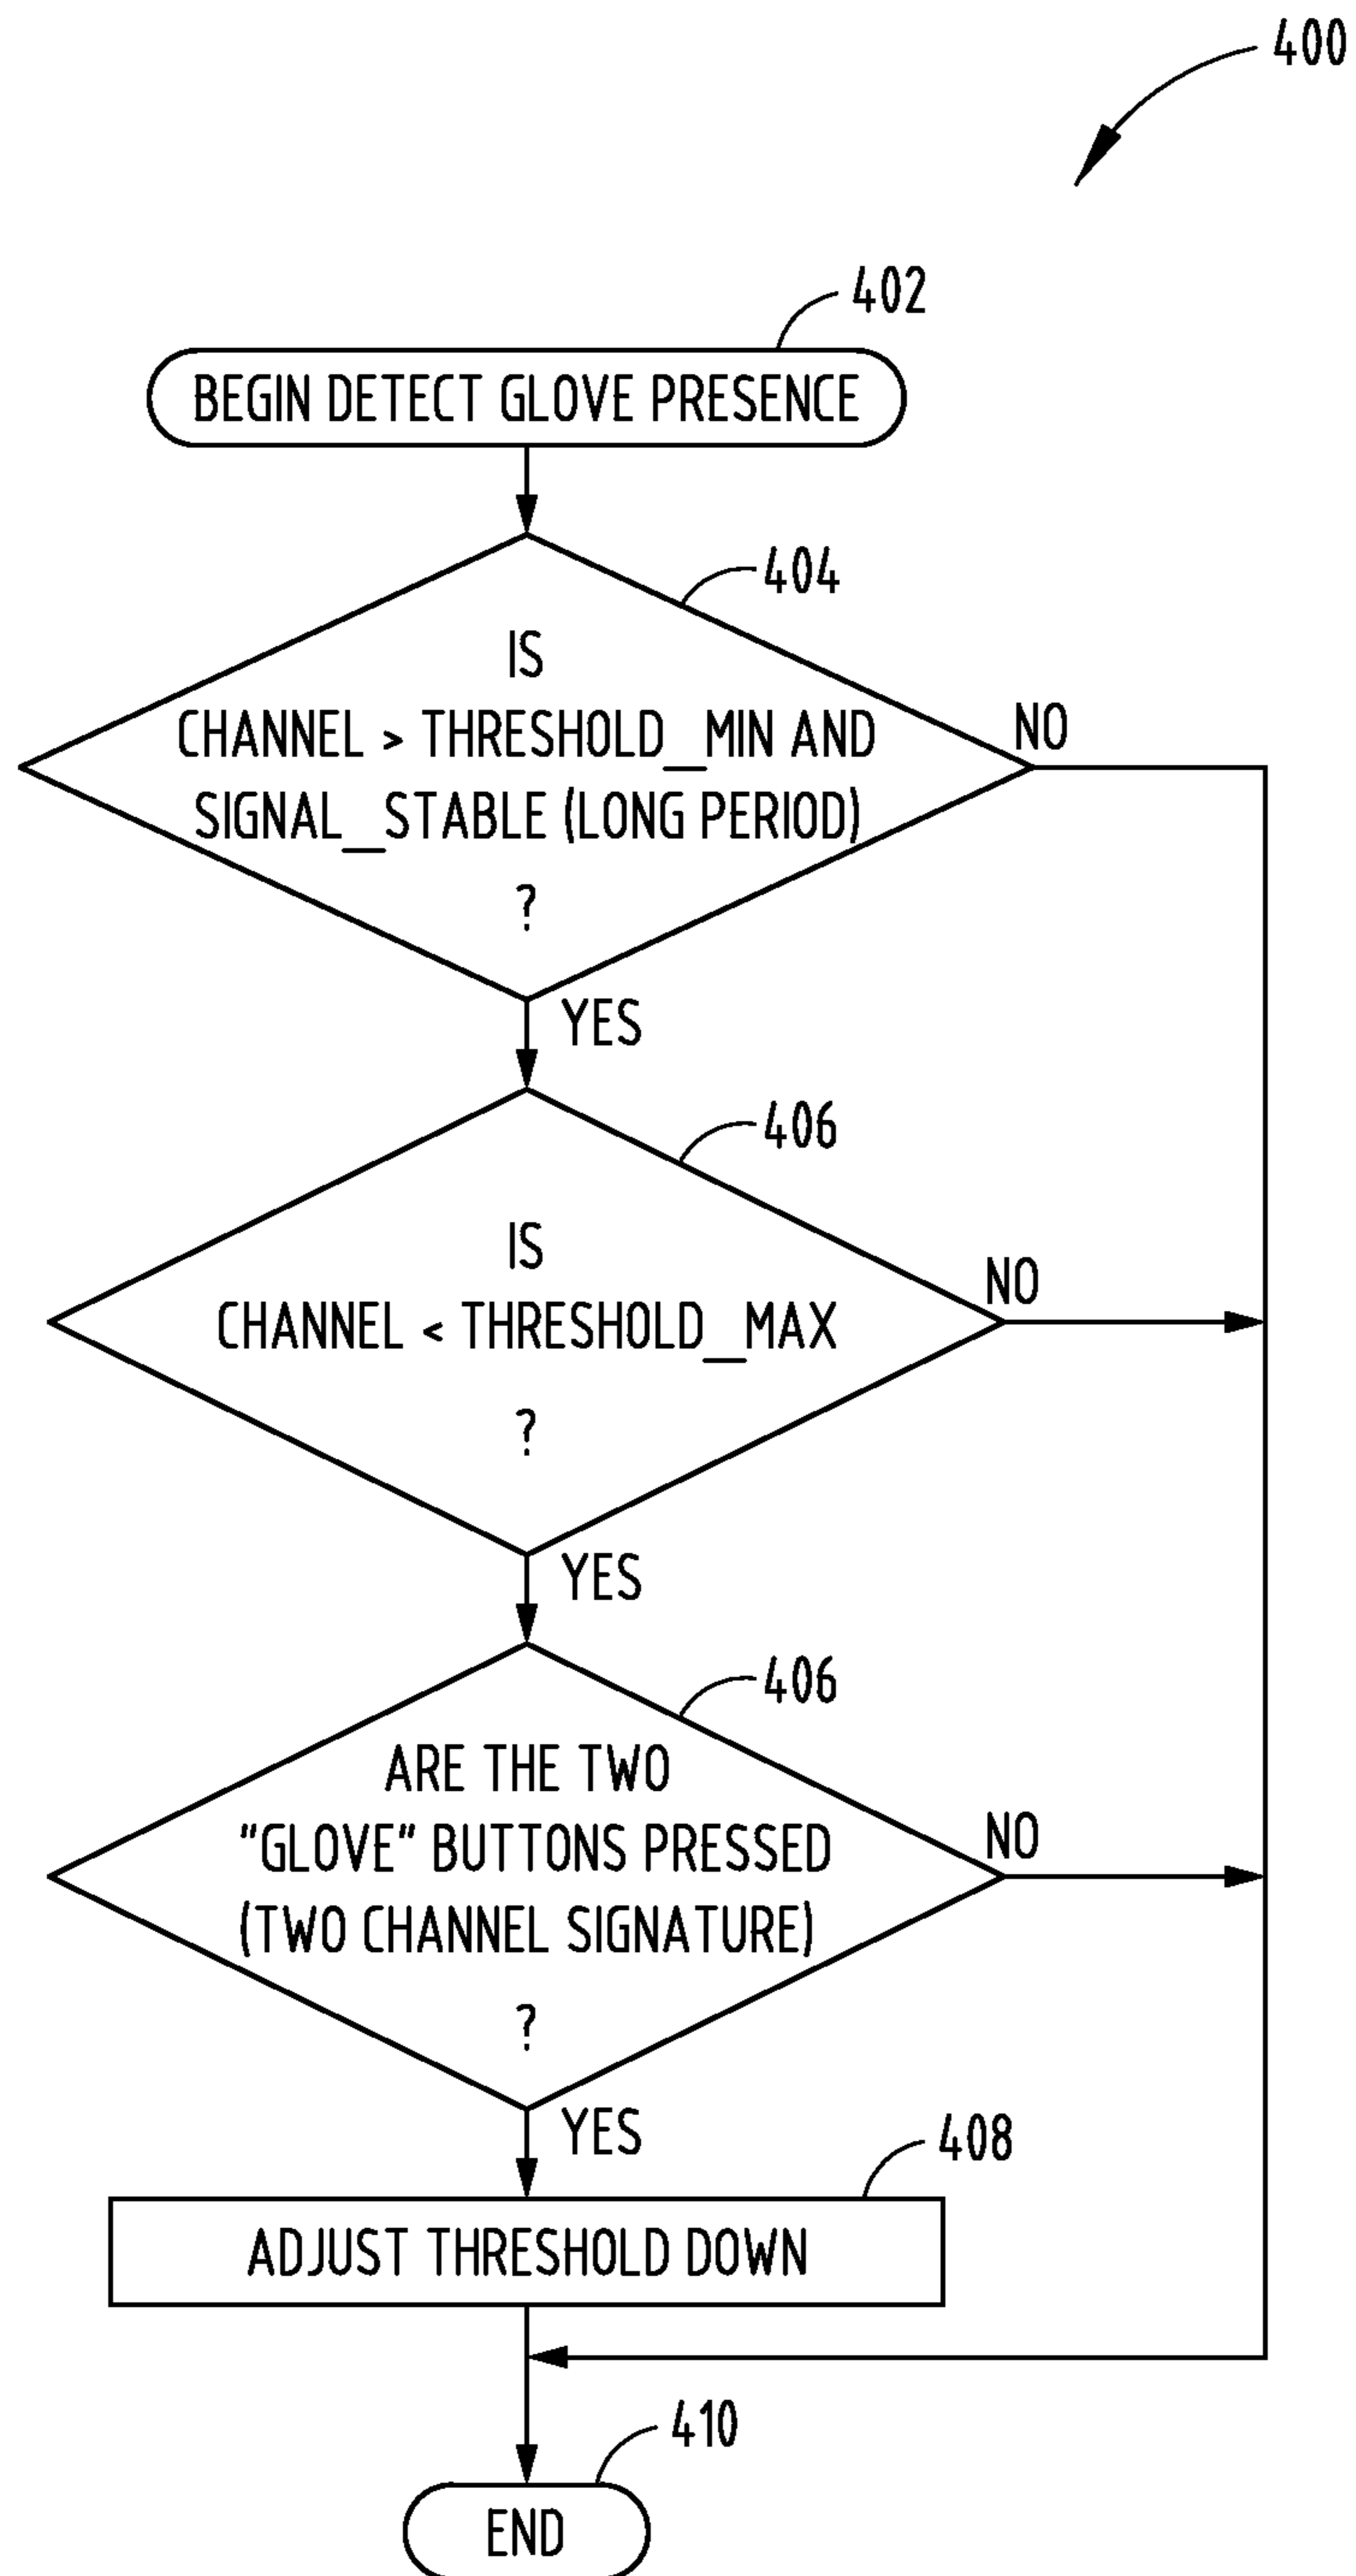 400
402
BEGIN DETECT GLOVE PRESENCE
404
IS
CHANNEL > THRESHOLD_MIN AND
SIGNAL_STABLE (LONG PERIOD)
?
NO
YES
406
IS
CHANNEL < THRESHOLD_MAX
?
NO
YES
406
ARE THE TWO
"GLOVE" BUTTONS PRESSED
(TWO CHANNEL SIGNATURE)
?
NO
YES
408
ADJUST THRESHOLD DOWN
410
END